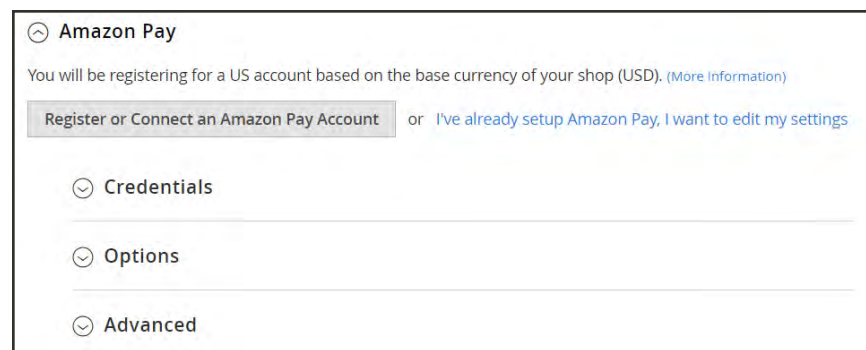 Amazon Pay
You will be registering for a US account based on the base currency of your shop (USD). (More Information)
Register or Connect an Amazon Pay Account or I've already setup Amazon Pay, I want to edit my settings
Credentials
Options
Advanced